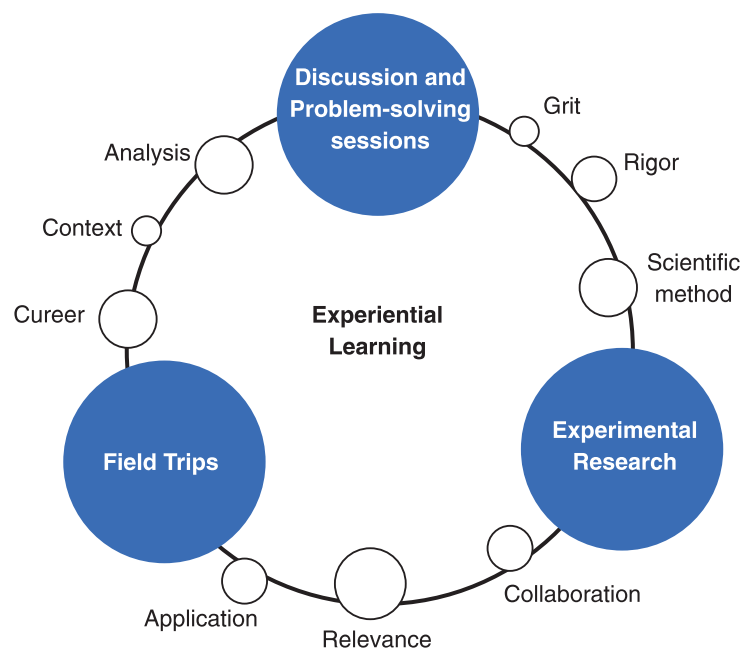 Discussion and
Problem-solving
sessions
Grit
Rigor
Scientific
method
Experimental
Research
Collaboration
Relevance
Application
Field Trips
Cureer
Context
Analysis
Experiential
Learning